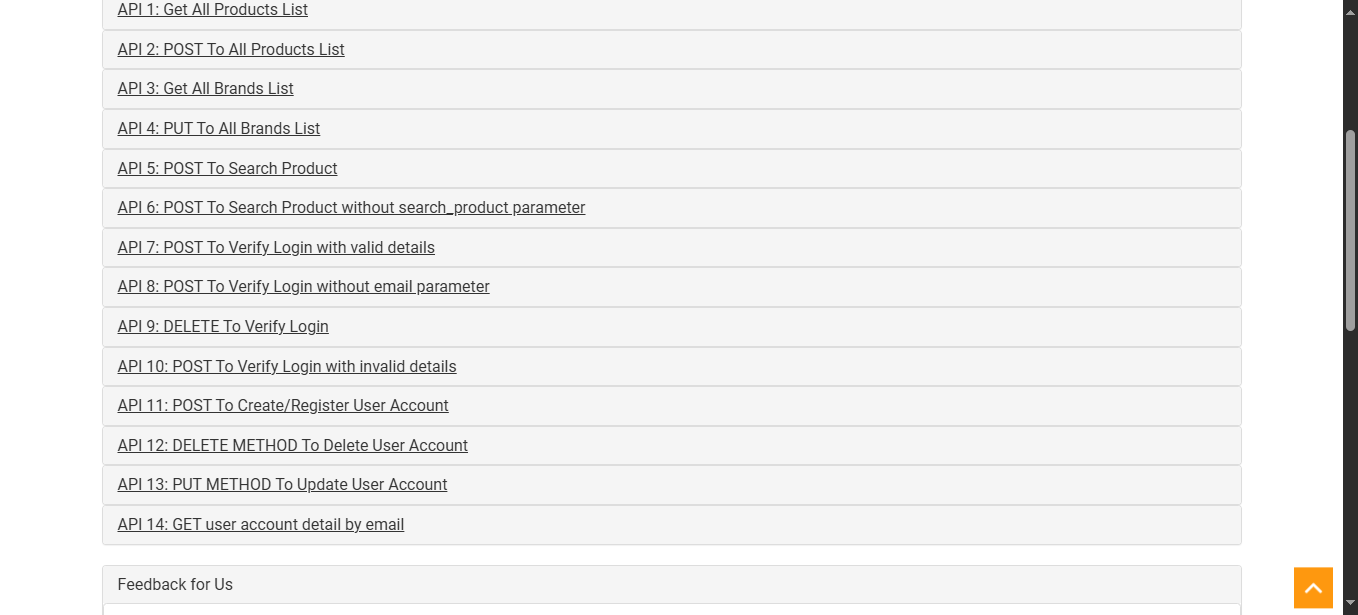 API 1: Get All Products List
API 2: POST To All Products List
API 3: Get All Brands List
API 4: PUT To All Brands List
API 5: POST To Search Product
API 6: POST To Search Product without search_product parameter
API 7: POST To Verify Login with valid details
API 8: POST To Verify Login without email parameter
API 9: DELETE To Verify Login
API 10: POST To Verify Login with invalid details
API 11: POST To Create/Register User Account
API 12: DELETE METHOD To Delete User Account
API 13: PUT METHOD To Update User Account
API 14: GET user account detail by email
Feedback for Us